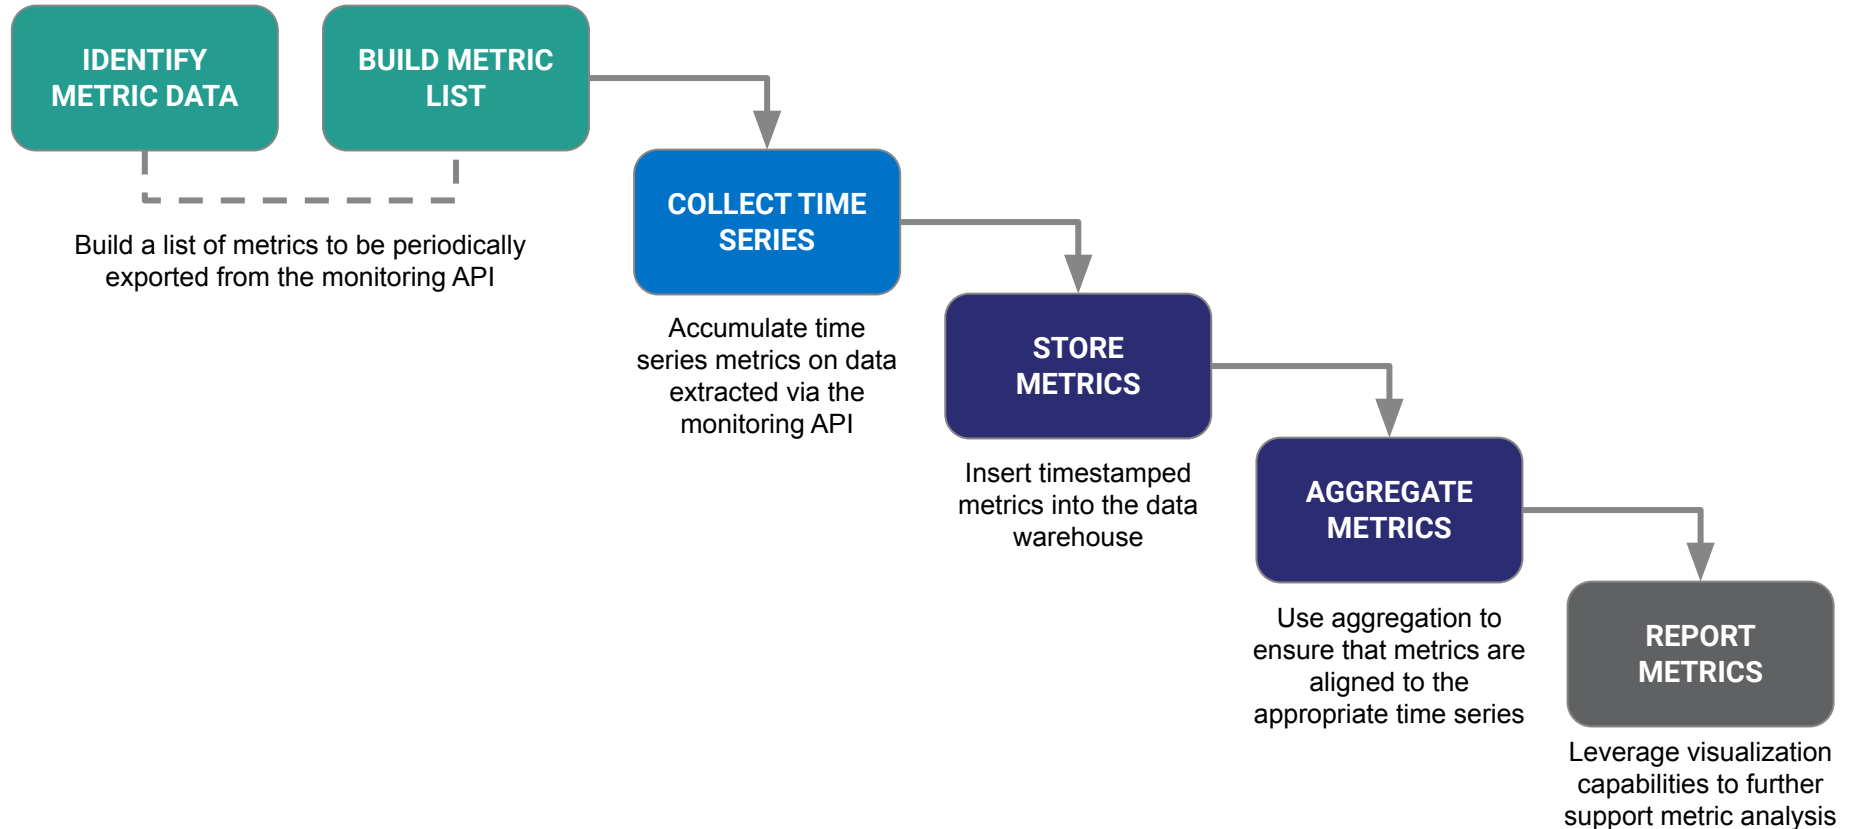 IDENTIFY
METRIC DATA
BUILD METRIC
LIST
Build a list of metrics to be periodically
exported from the monitoring API
COLLECT TIME
SERIES
Accumulate time
series metrics on data
extracted via the
monitoring API
STORE
METRICS
Insert timestamped
metrics into the data
warehouse
AGGREGATE
METRICS
Use aggregation to
ensure that metrics are
aligned to the
appropriate time series
REPORT
METRICS
Leverage visualization
capabilities to further
support metric analysis